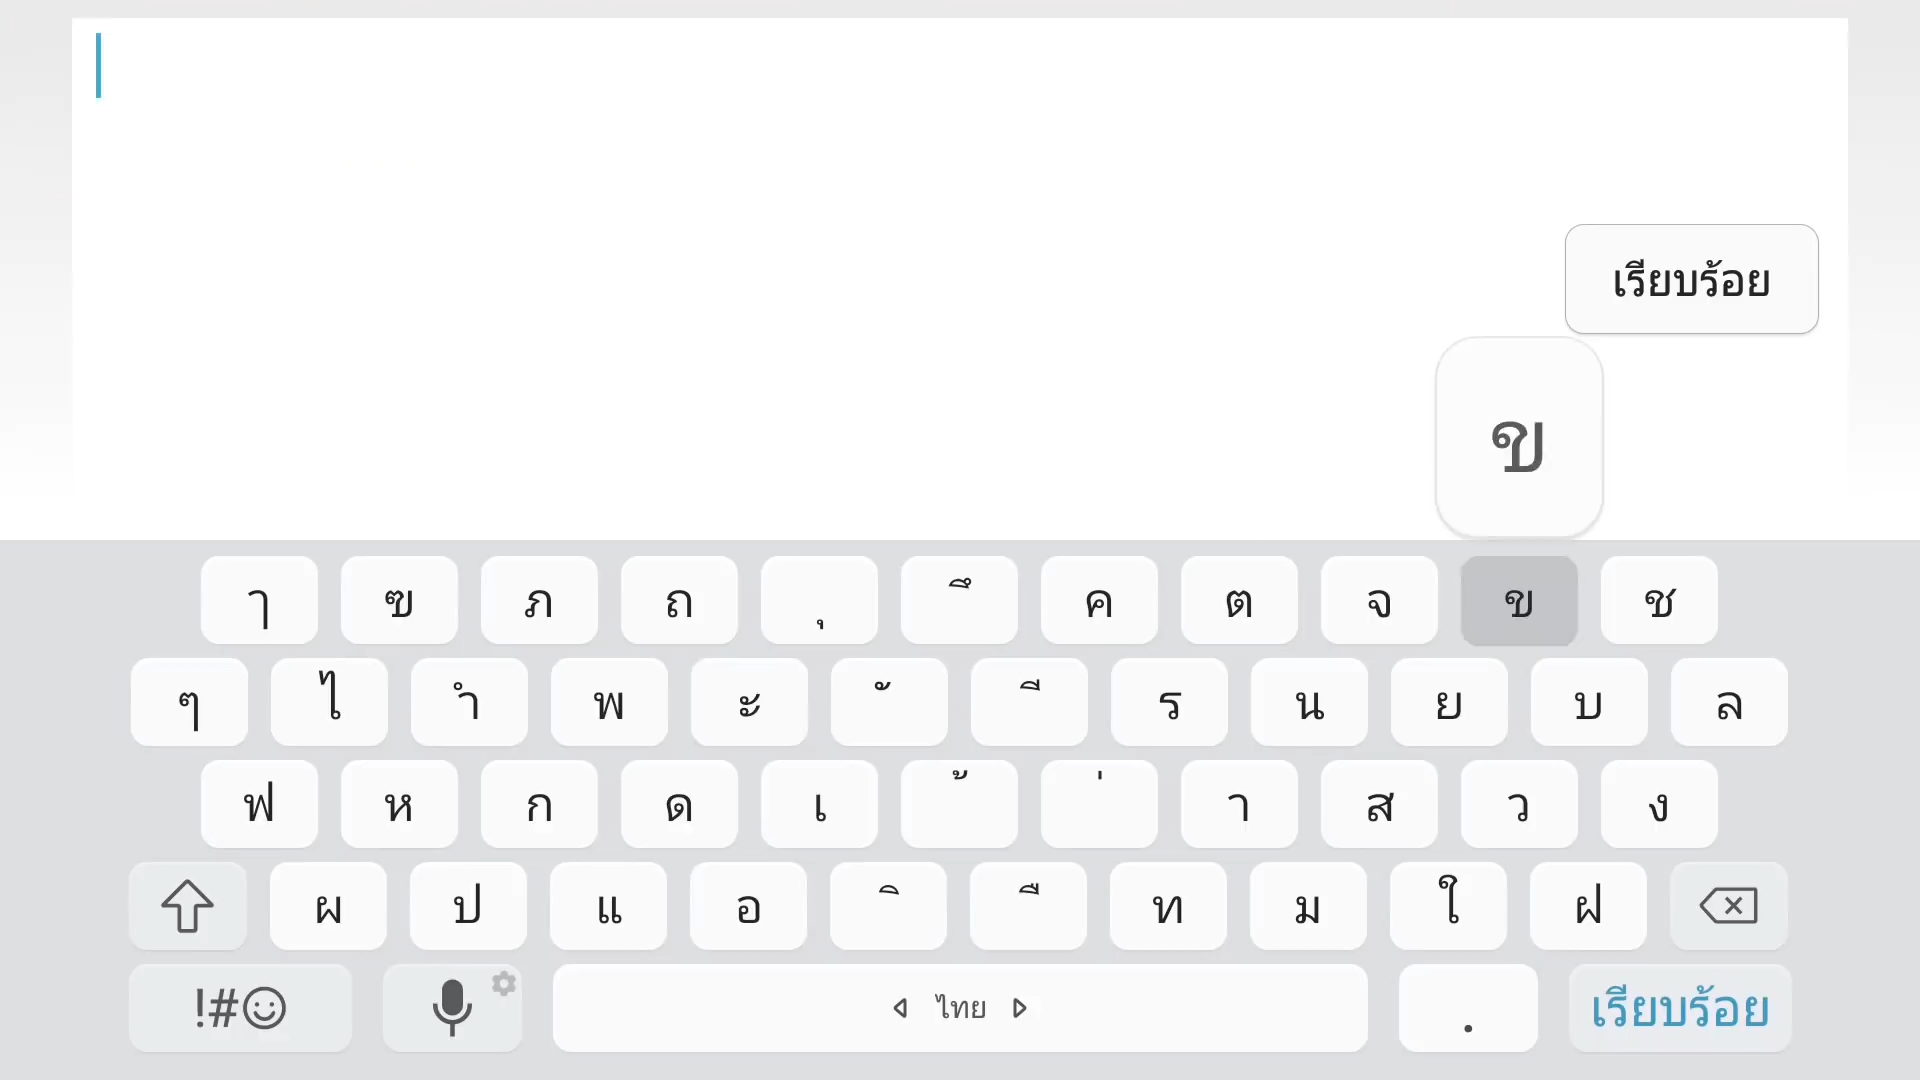 เรียบร้อย
ข
ๅ ฃ ภ ถ ุ ึ ค ต จ ข ช
ๆ ไ ำ พ ะ ั ี ร น ย บ ล
ฟ ห ก ด เ ้ ่ า ส ว ง
ผ ป แ อ ิ ื ท ม ใ ฝ
!# ไทย . เรียบร้อย